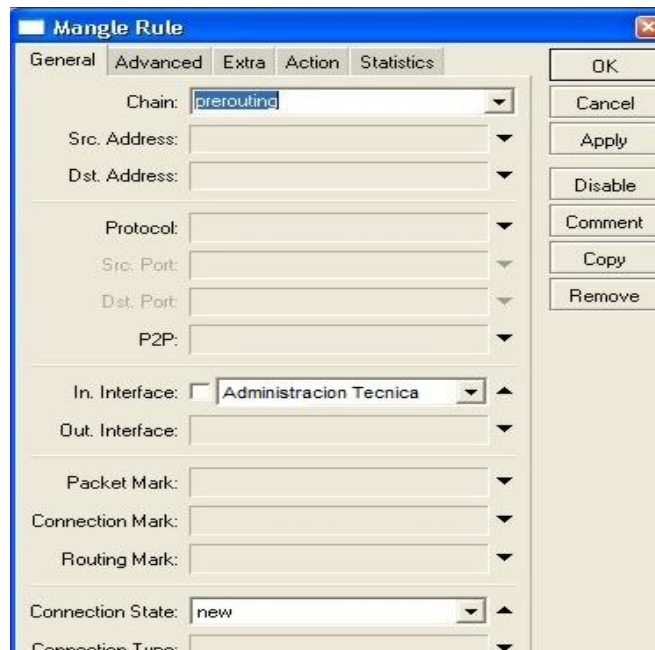 Mangle Rule
General Advanced Extra Action Statistics
OK
Chain: prerouting
Cancel
Src. Address:
Apply
Dst. Address:
Disable
Protocol:
Comment
Src. Port:
Copy
Dst. Port:
Remove
P2P:
In. Interface: Administracion Tecnica
Out. Interface:
Packet Mark:
Connection Mark:
Routing Mark:
Connection State: new
Connection Type: